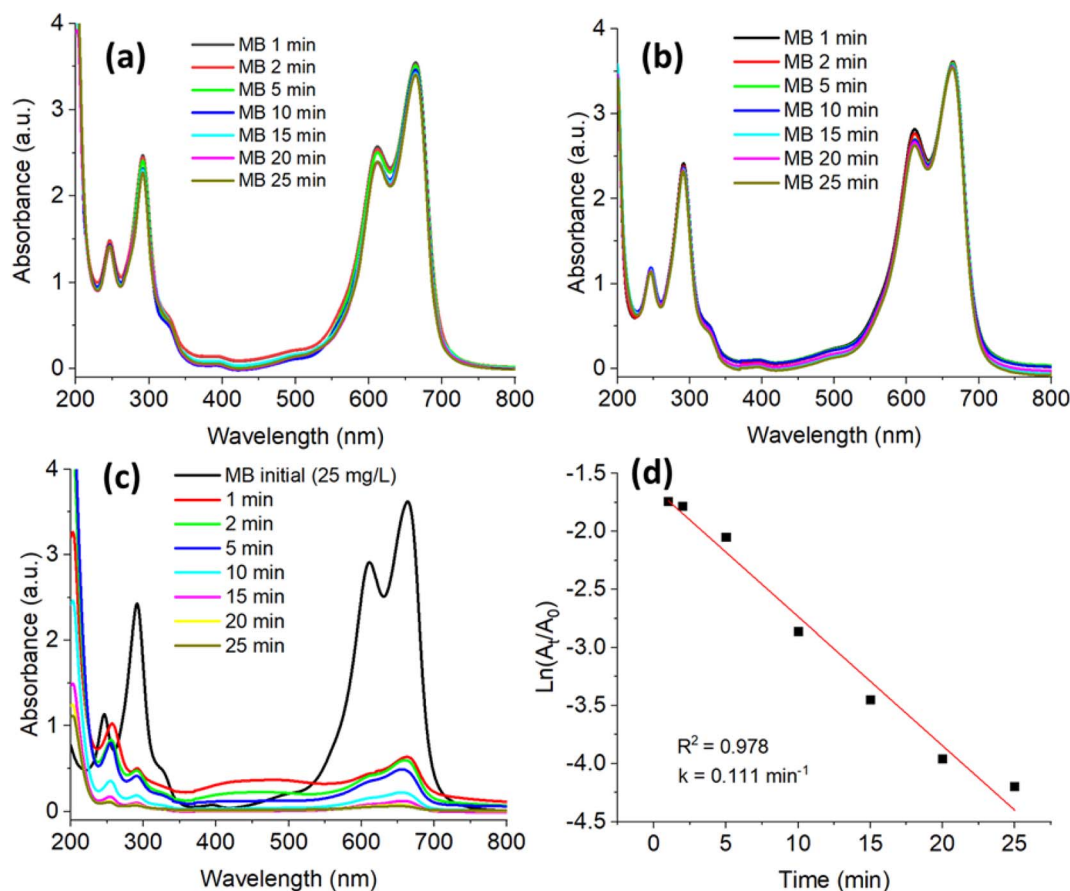 (a)
MB 1 min
MB 2 min
MB 5 min
MB 10 min
MB 15 min
MB 20 min
MB 25 min
Absorbance (a.u.)
4
3
2
1
0
200 300 400 500 600 700 800
Wavelength (nm)
(b)
MB 1 min
MB 2 min
MB 5 min
MB 10 min
MB 15 min
MB 20 min
MB 25 min
Absorbance (a.u.)
4
3
2
1
0
200 300 400 500 600 700 800
Wavelength (nm)
(c)
MB initial (25 mg/L)
1 min
2 min
5 min
10 min
15 min
20 min
25 min
Absorbance (a.u.)
4
3
2
1
0
200 300 400 500 600 700 800
Wavelength (nm)
(d)
Ln(Aₜ/A₀)
-1.5
-2.0
-2.5
-3.0
-3.5
-4.0
-4.5
R² = 0.978
k = 0.111 min⁻¹
0 5 10 15 20 25
Time (min)